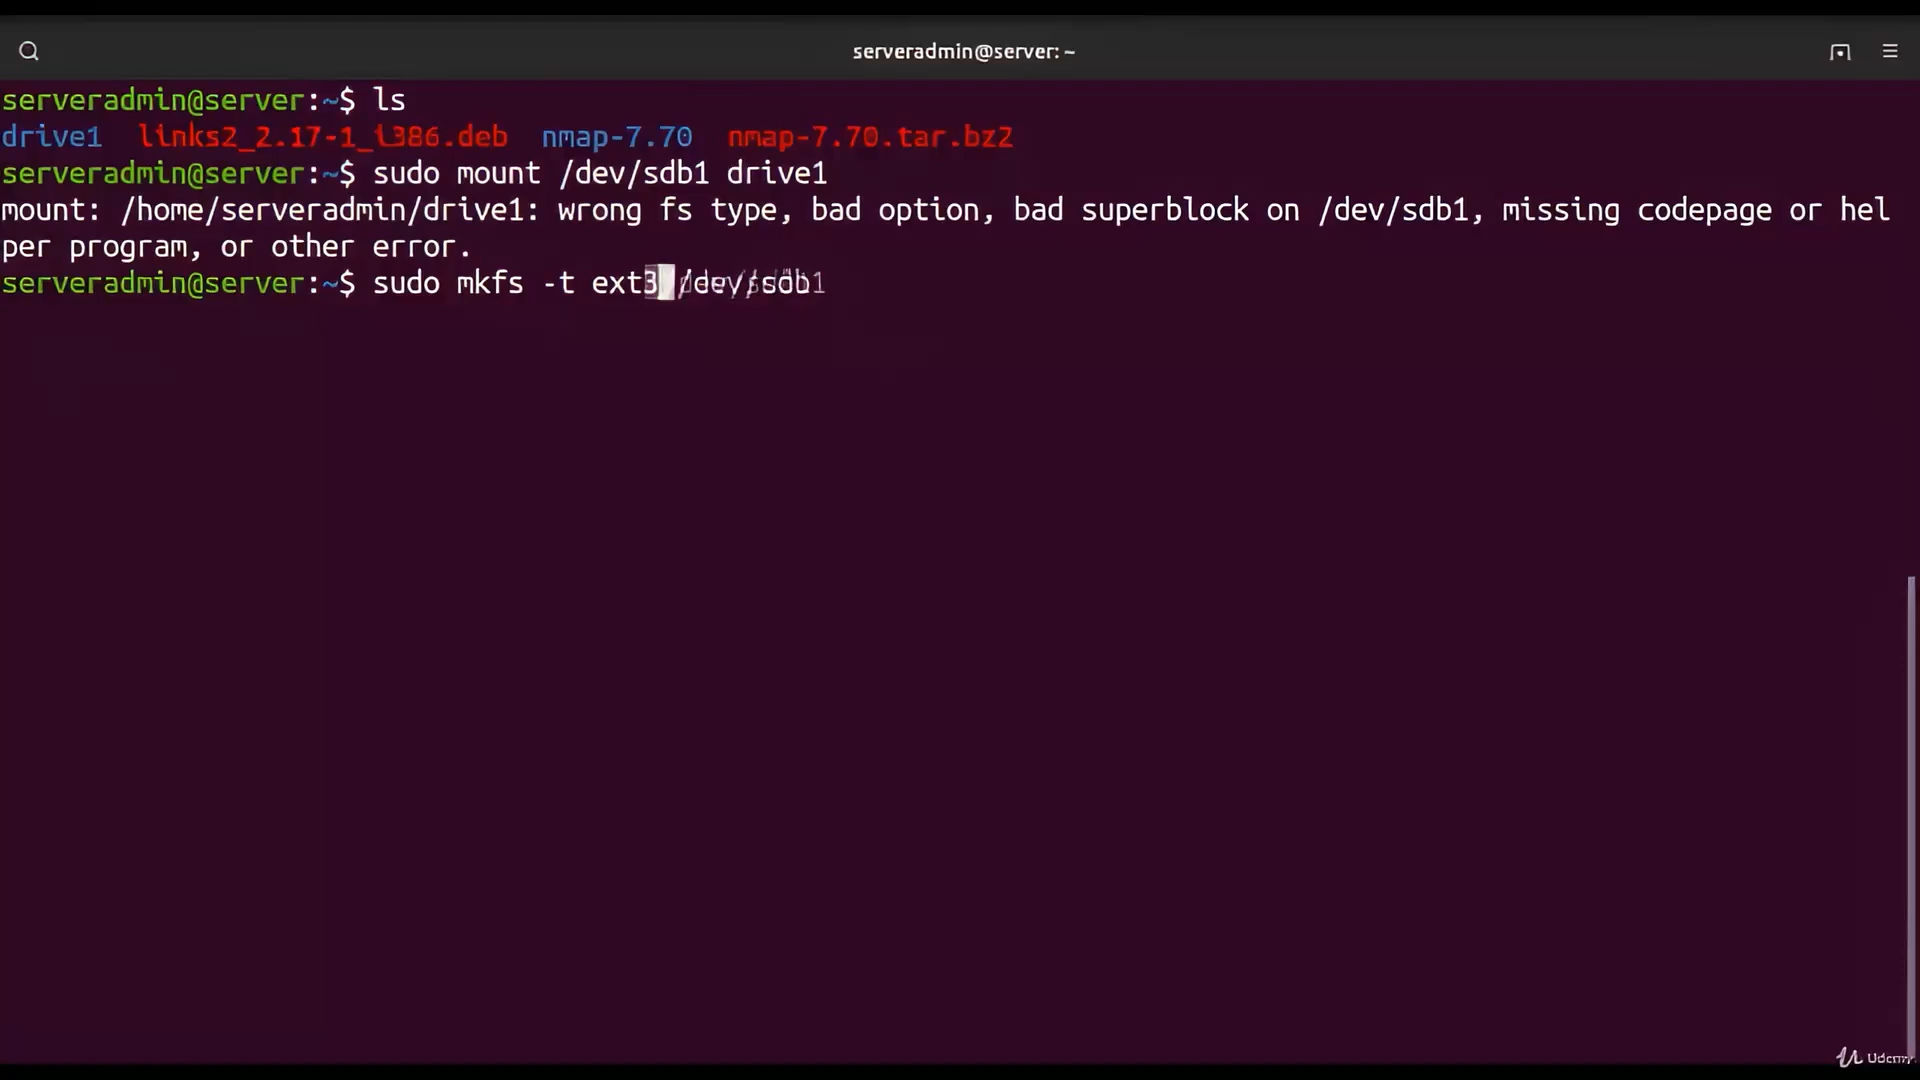 serveradmin@server: ~
serveradmin@server:~$ ls
drive1 links2_2.17-1_i386.deb nmap-7.70 nmap-7.70.tar.bz2
serveradmin@server:~$ sudo mount /dev/sdb1 drive1
mount: /home/serveradmin/drive1: wrong fs type, bad option, bad superblock on /dev/sdb1, missing codepage or hel
per program, or other error.
serveradmin@server:~$ sudo mkfs -t ext3 /dev/sdb1
Udemy